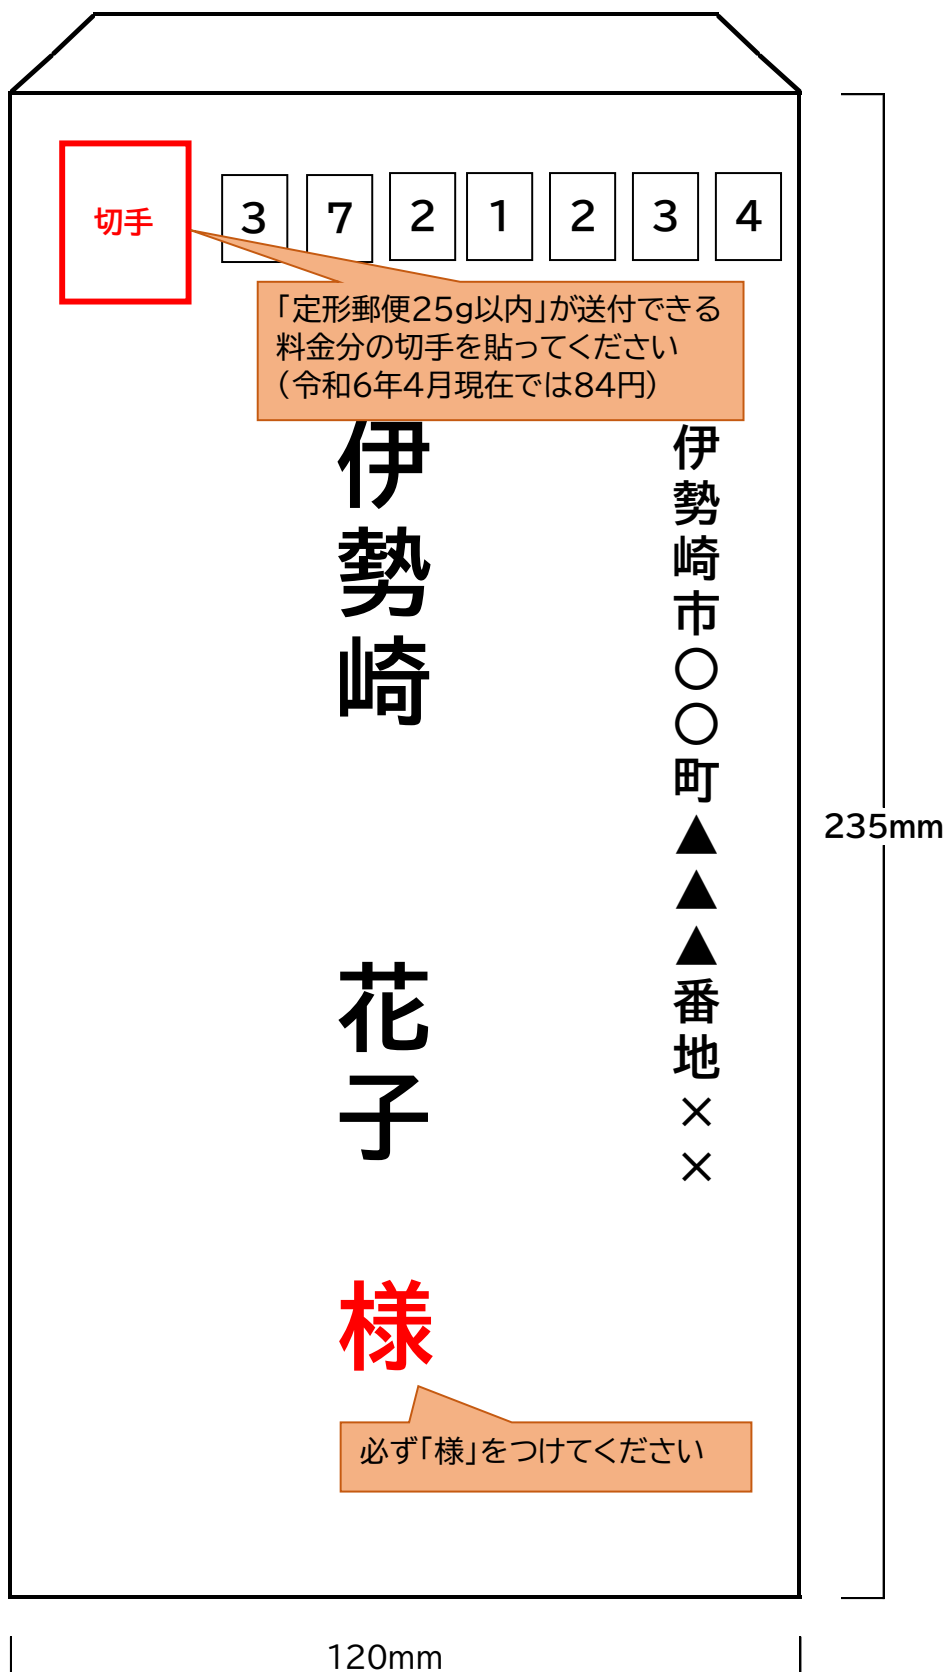 切手
3721234
「定形郵便25g以内」が送付できる
料金分の切手を貼ってください
（令和6年4月現在では84円）
伊勢崎市〇〇町▲▲▲番地××
伊勢崎　花子　様
必ず「様」をつけてください
235mm
120mm